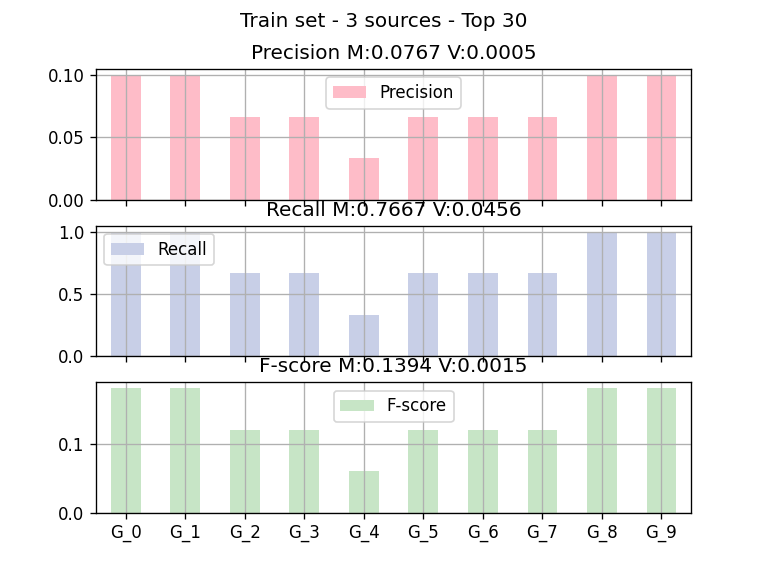 Train set - 3 sources - Top 30
Precision M:0.0767 V:0.0005
0.10
0.05
0.00
Precision
Recall M:0.7667 V:0.0456
1.0
0.5
0.0
Recall
F-score M:0.1394 V:0.0015
0.1
0.0
F-score
G_0 G_1 G_2 G_3 G_4 G_5 G_6 G_7 G_8 G_9